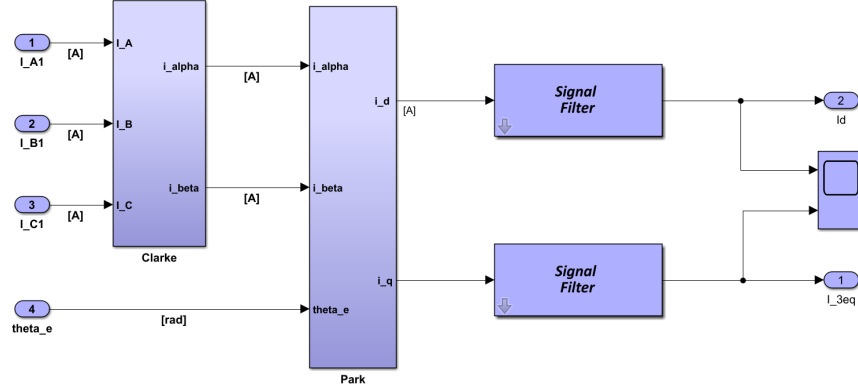 1
I_A1
[A]
2
I_B1
[A]
3
I_C1
[A]
4
theta_e
[rad]
I_A
I_B
I_C
i_alpha
i_beta
Clarke
[A]
[A]
i_alpha
i_beta
theta_e
i_d
i_q
Park
[A]
Signal
Filter
Signal
Filter
2
Id
1
I_3eq